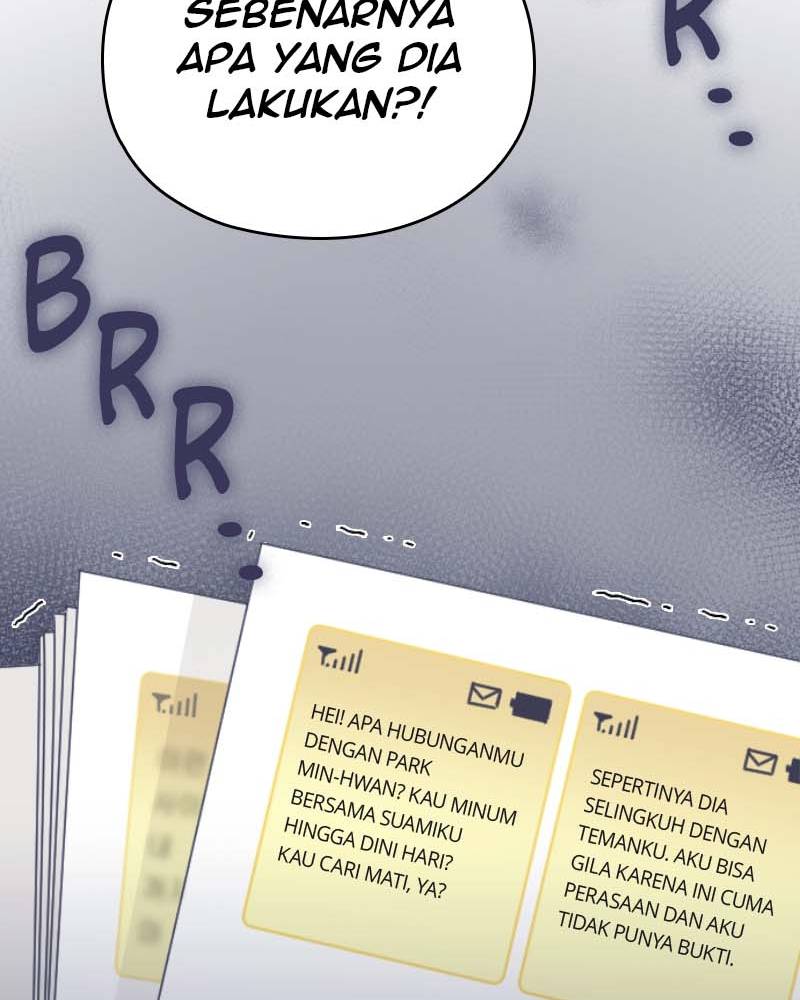 SEBENARNYA
APA YANG DIA
LAKUKAN?!
R..
BRR..
HEI! APA HUBUNGANMU
DENGAN PARK
MIN-HWAN? KAU MINUM
BERSAMA SUAMIKU
HINGGA DINI HARI?
KAU CARI MATI, YA?
SEPERTINYA DIA
SELINGKUH DENGAN
TEMANKU. AKU BISA
GILA KARENA INI CUMA
PERASAAN DAN AKU
TIDAK PUNYA BUKTI.